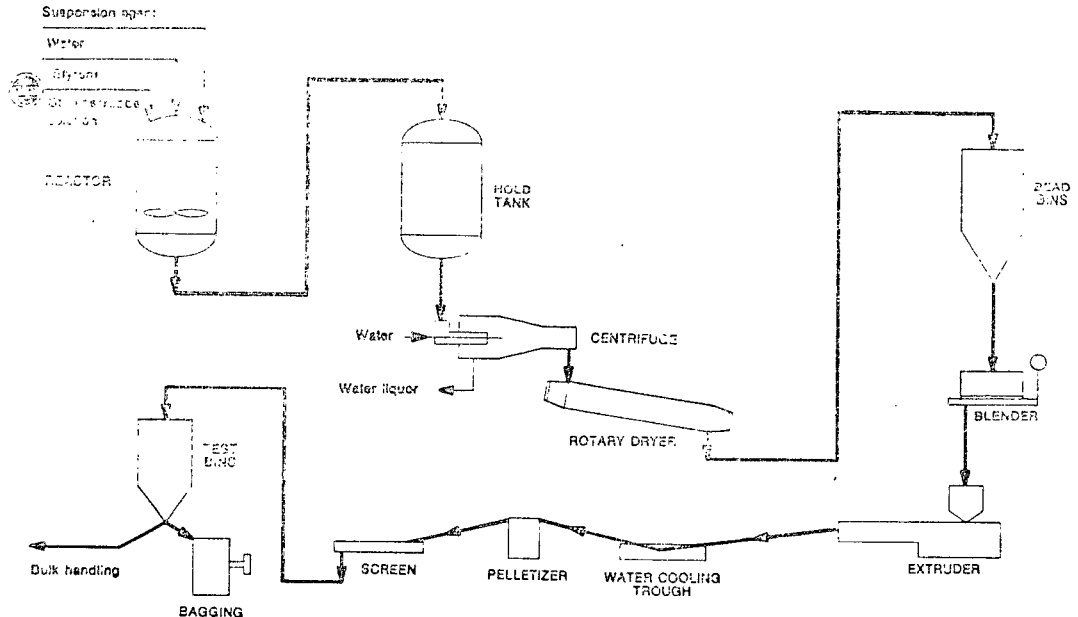 Suspension agent
Water
Styrene
REACTOR
HOLD
TANK
BEAD
BINS
Water
CENTRIFUGE
Water liquor
ROTARY DRYER
BLENDER
TEST
BINS
Bulk handling
BAGGING
SCREEN
PELLETIZER
WATER COOLING
TROUGH
EXTRUDER